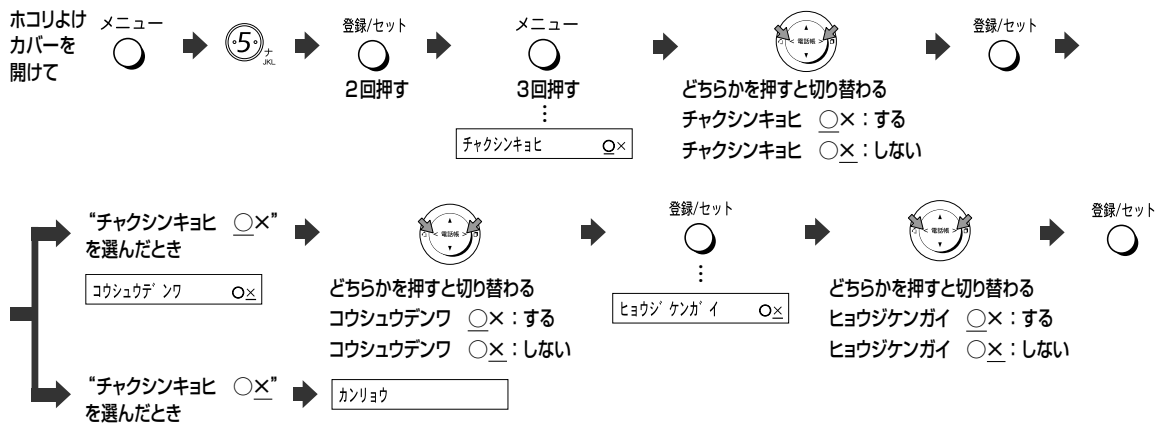 ホコリよけ
カバーを
開けて
メニュー
5
ナ
JKL
登録/セット
2回押す
メニュー
3回押す
チャクシンキョヒ ○×
電話帳
どちらかを押すと切り替わる
チャクシンキョヒ ○×：する
チャクシンキョヒ ○×：しない
登録/セット
“チャクシンキョヒ ○×”
を選んだとき
コウシュウデンワ ○×
電話帳
どちらかを押すと切り替わる
コウシュウデンワ ○×：する
コウシュウデンワ ○×：しない
登録/セット
ヒョウジケンガイ ○×
電話帳
どちらかを押すと切り替わる
ヒョウジケンガイ ○×：する
ヒョウジケンガイ ○×：しない
登録/セット
“チャクシンキョヒ ○×”
を選んだとき
カンリョウ